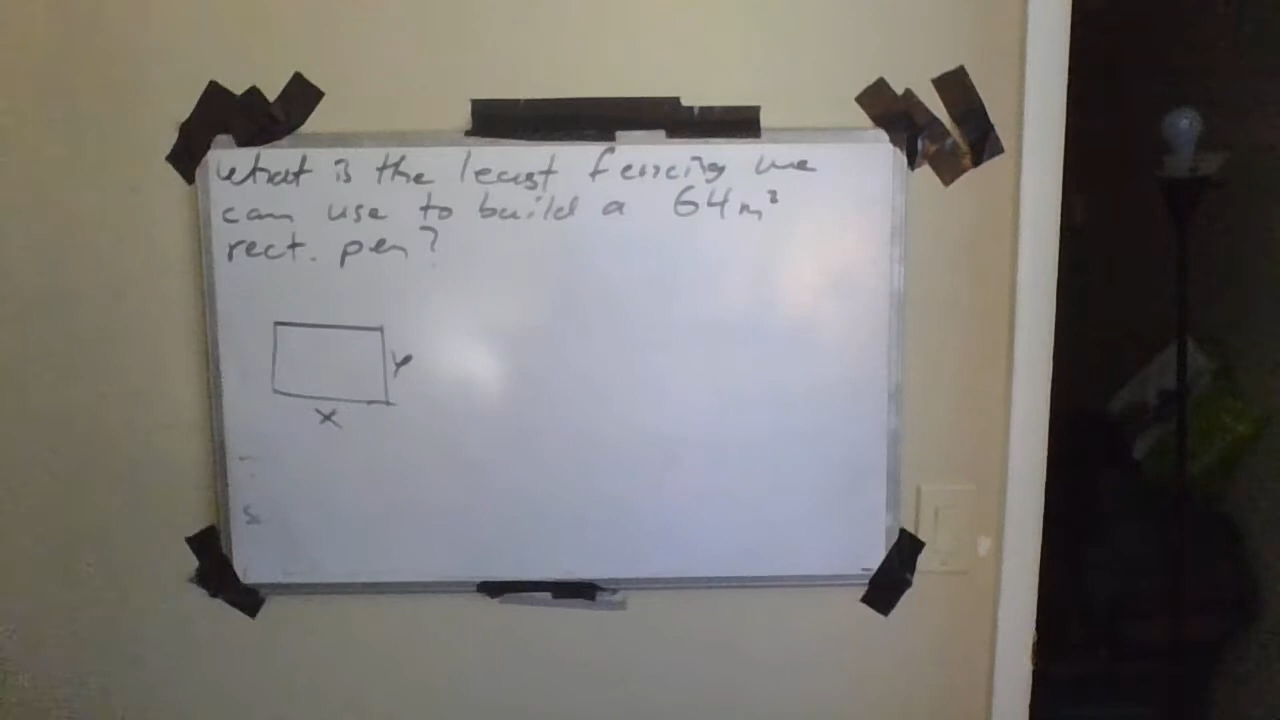 what is the least fencing we
can use to build a 64m²
rect. pen?
y
x